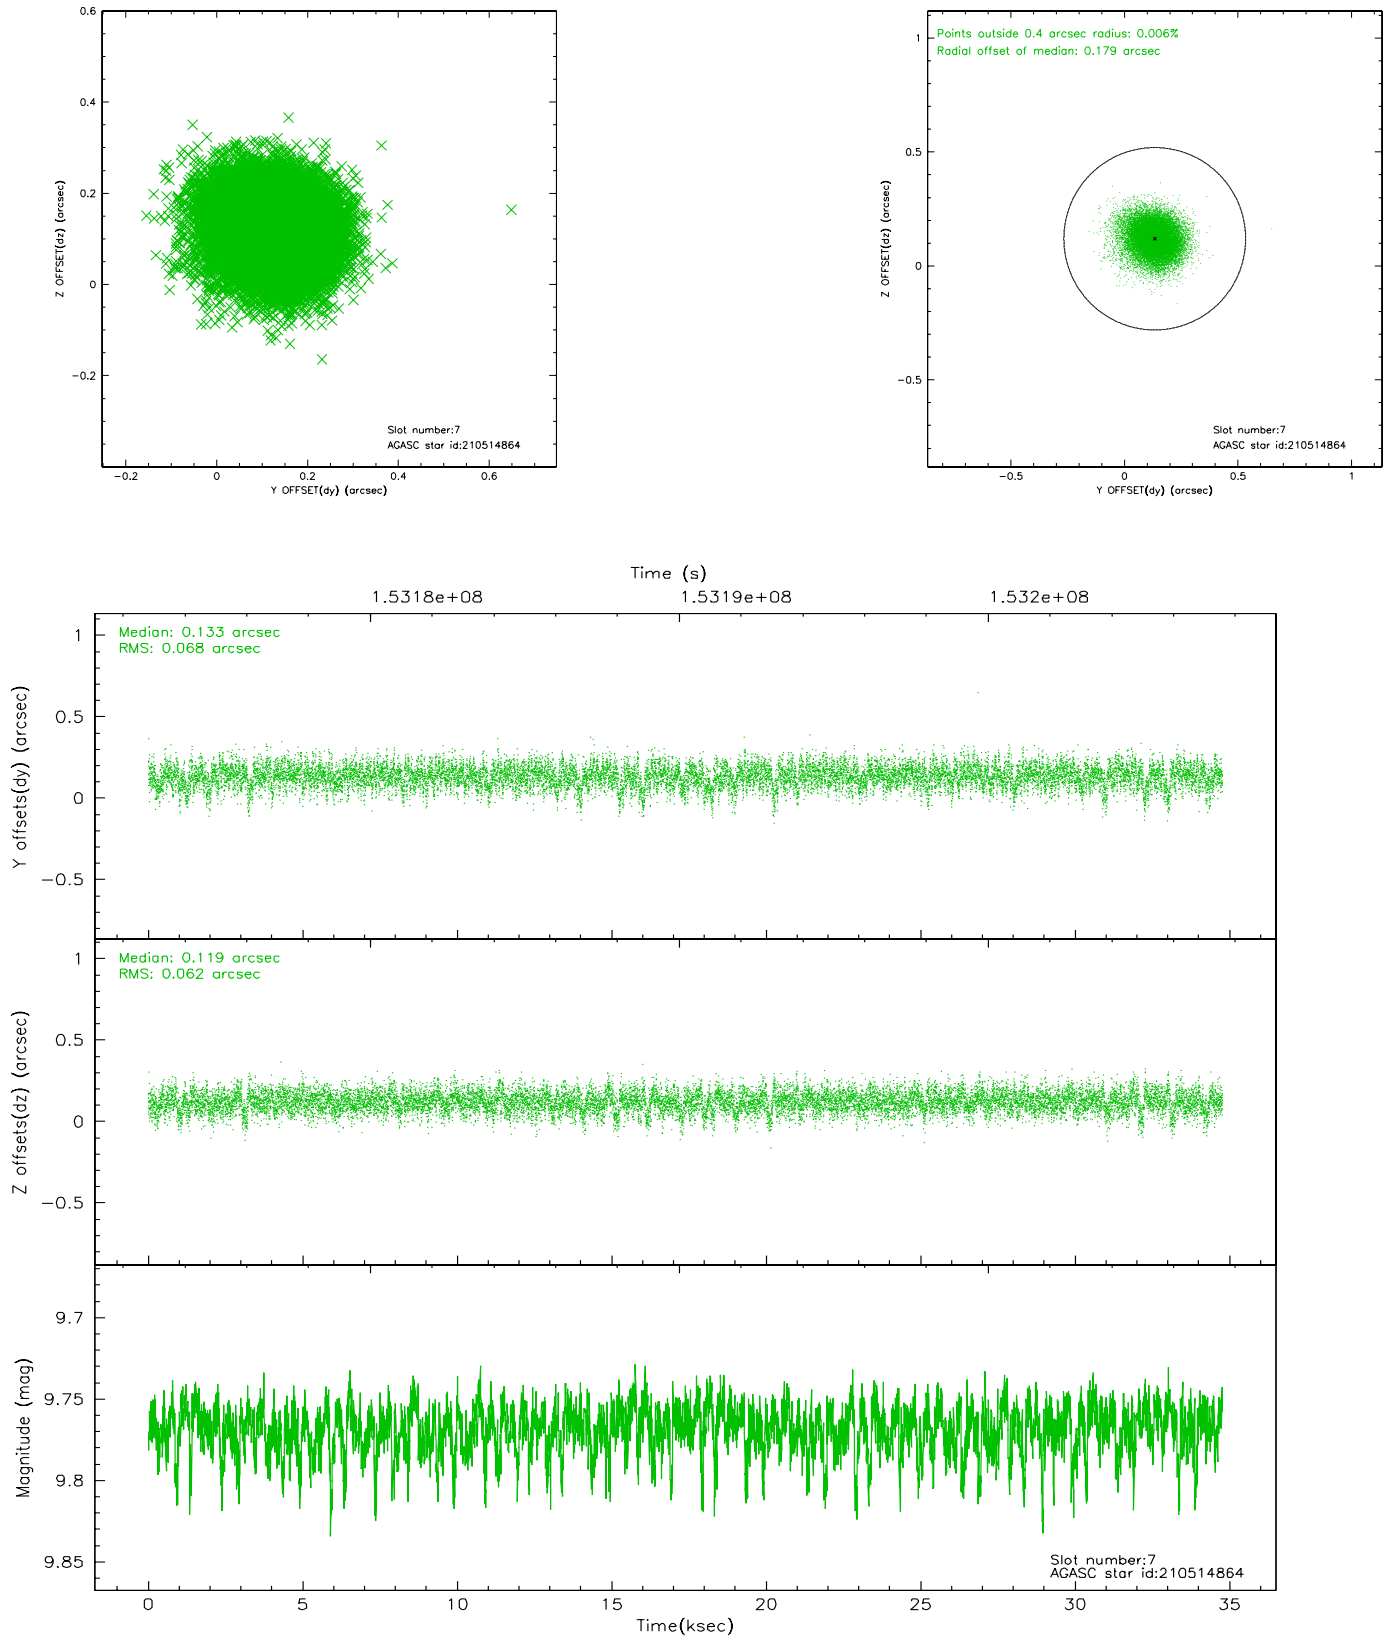 0.6
0.4
0.2
0
−0.2
Z OFFSET(dz) (arcsec)
−0.2 0 0.2 0.4 0.6
Y OFFSET(dy) (arcsec)
Slot number:7
AGASC star id:210514864
Points outside 0.4 arcsec radius: 0.006%
Radial offset of median: 0.179 arcsec
1
0.5
0
−0.5
Z OFFSET(dz) (arcsec)
−0.5 0 0.5 1
Y OFFSET(dy) (arcsec)
Slot number:7
AGASC star id:210514864
Time (s)
1.5318e+08 1.5319e+08 1.532e+08
Median: 0.133 arcsec
RMS: 0.068 arcsec
1
0.5
0
−0.5
Y offsets(dy) (arcsec)
Median: 0.119 arcsec
RMS: 0.062 arcsec
1
0.5
0
−0.5
Z offsets(dz) (arcsec)
9.7
9.75
9.8
9.85
Magnitude (mag)
Slot number:7
AGASC star id:210514864
0 5 10 15 20 25 30 35
Time(ksec)